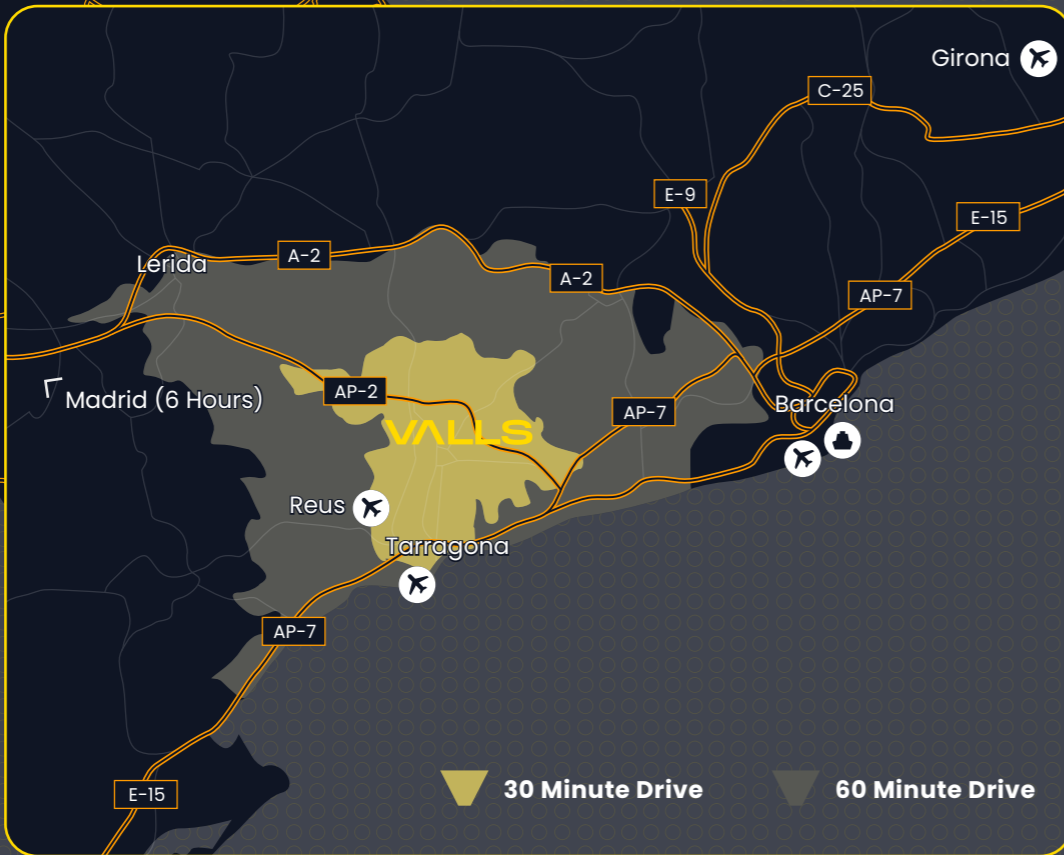 Girona
C-25
E-9
E-15
A-2
Lerida
A-2
AP-7
AP-2
Madrid (6 Hours)
Barcelona
AP-7
VALLS
Reus
Tarragona
AP-7
E-15
30 Minute Drive
60 Minute Drive